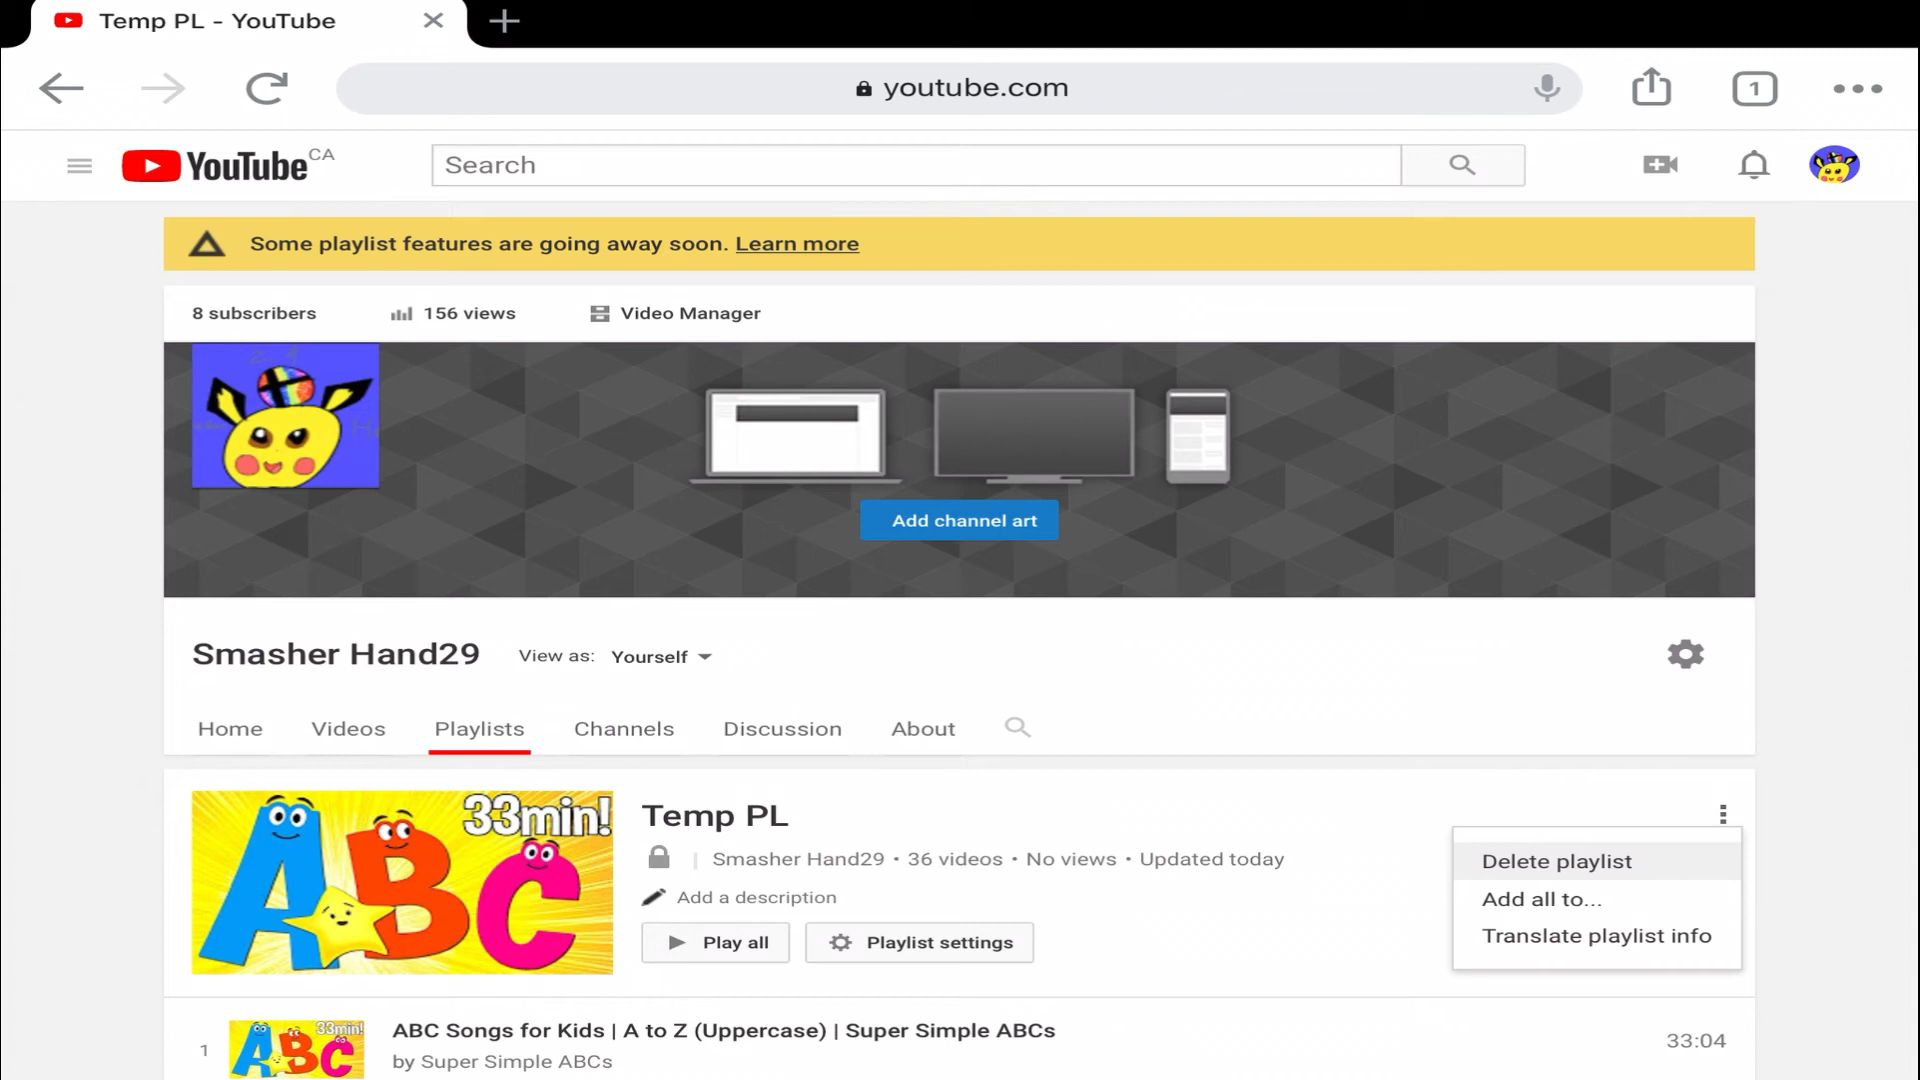 Temp PL - YouTube
youtube.com
1
YouTube CA
Search
Some playlist features are going away soon. Learn more
8 subscribers
156 views
Video Manager
Add channel art
Smasher Hand29
View as: Yourself
Home
Videos
Playlists
Channels
Discussion
About
33min!
ABC
Temp PL
Smasher Hand29 • 36 videos • No views • Updated today
Add a description
Play all
Playlist settings
Delete playlist
Add all to...
Translate playlist info
1
33min!
ABC
ABC Songs for Kids | A to Z (Uppercase) | Super Simple ABCs
by Super Simple ABCs
33:04